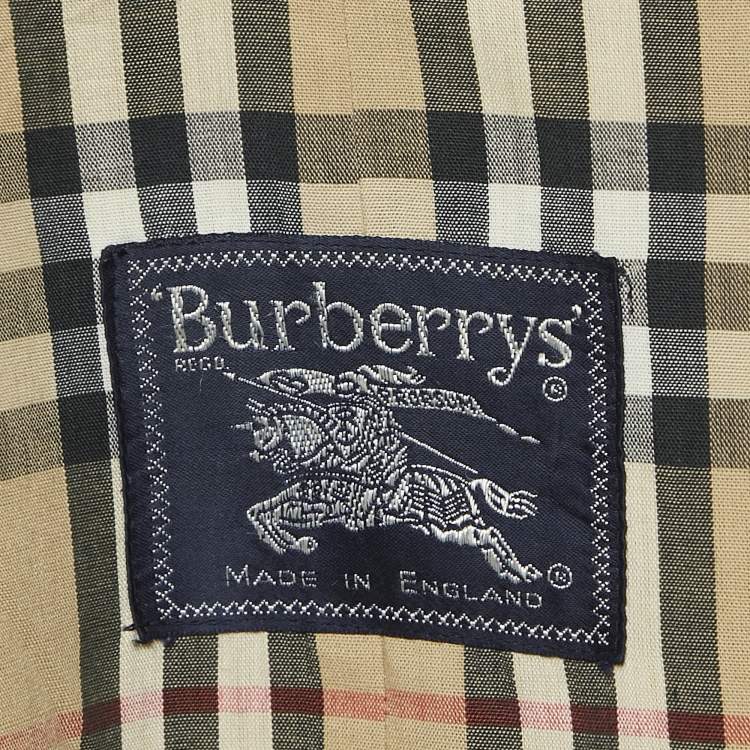 Burberrys'
REGD
®
®
MADE IN ENGLAND